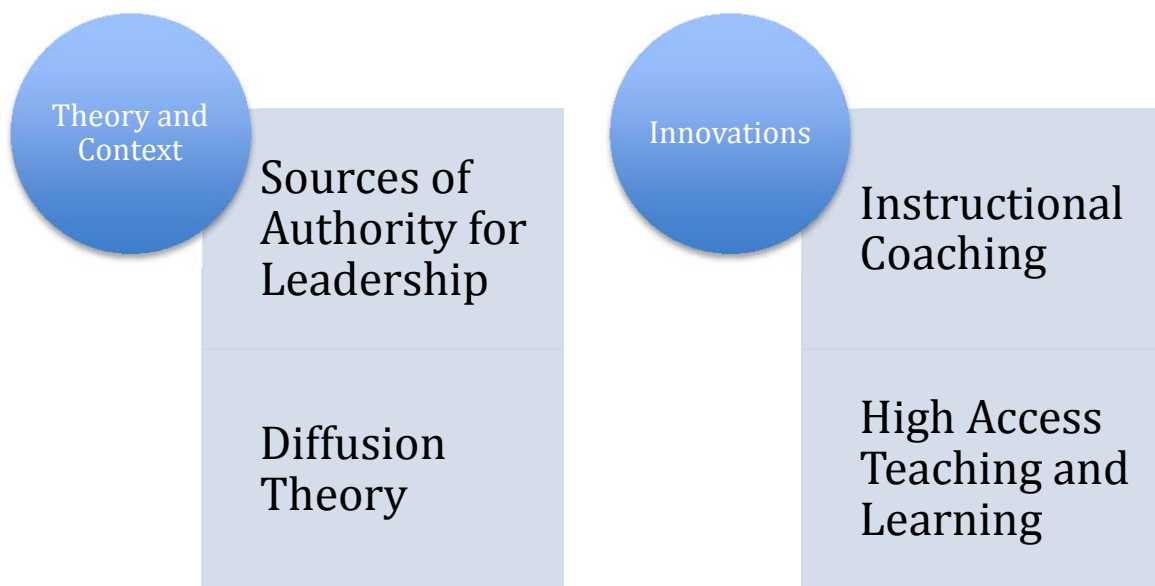 Theory and
Context
Sources of
Authority for
Leadership
Diffusion
Theory
Innovations
Instructional
Coaching
High Access
Teaching and
Learning